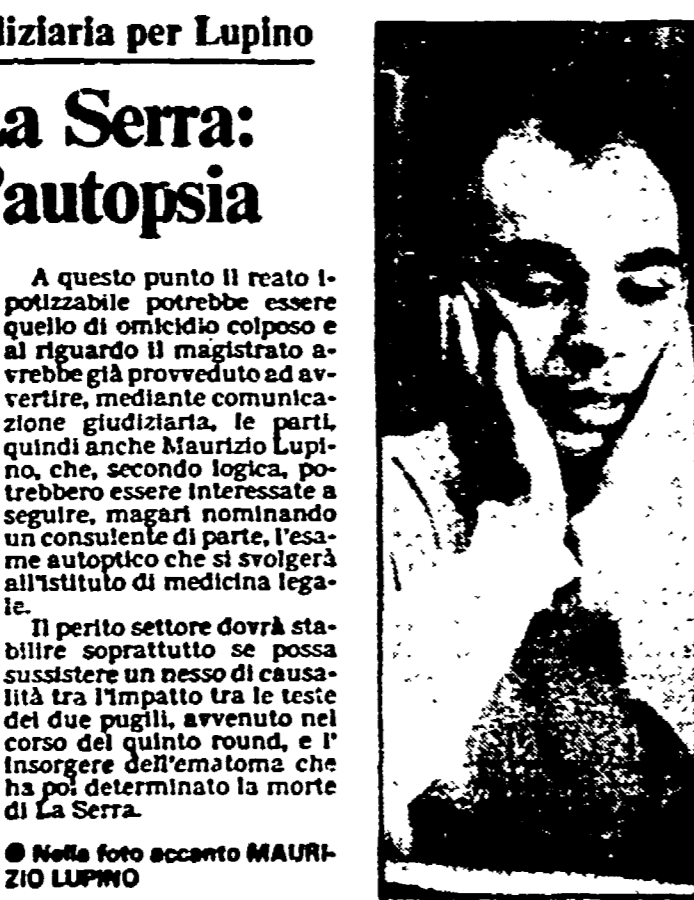 diziaria per Lupino
La Serra:
l'autopsia
A questo punto il reato i-
potizzabile potrebbe essere
quello di omicidio colposo e
al riguardo il magistrato a-
vrebbe già provveduto ad av-
vertire, mediante comunica-
zione giudiziaria, le parti,
quindi anche Maurizio Lupi-
no, che, secondo logica, po-
trebbero essere interessate a
seguire, magari nominando
un consulente di parte, l'esa-
me autoptico che si svolgerà
all'istituto di medicina lega-
le.
Il perito settore dovrà sta-
bilire soprattutto se possa
sussistere un nesso di causa-
lità tra l'impatto tra le teste
dei due pugili, avvenuto nel
corso del quinto round, e l'
insorgere dell'ematoma che
ha poi determinato la morte
di La Serra.
● Nella foto accanto MAURI-
ZIO LUPINO